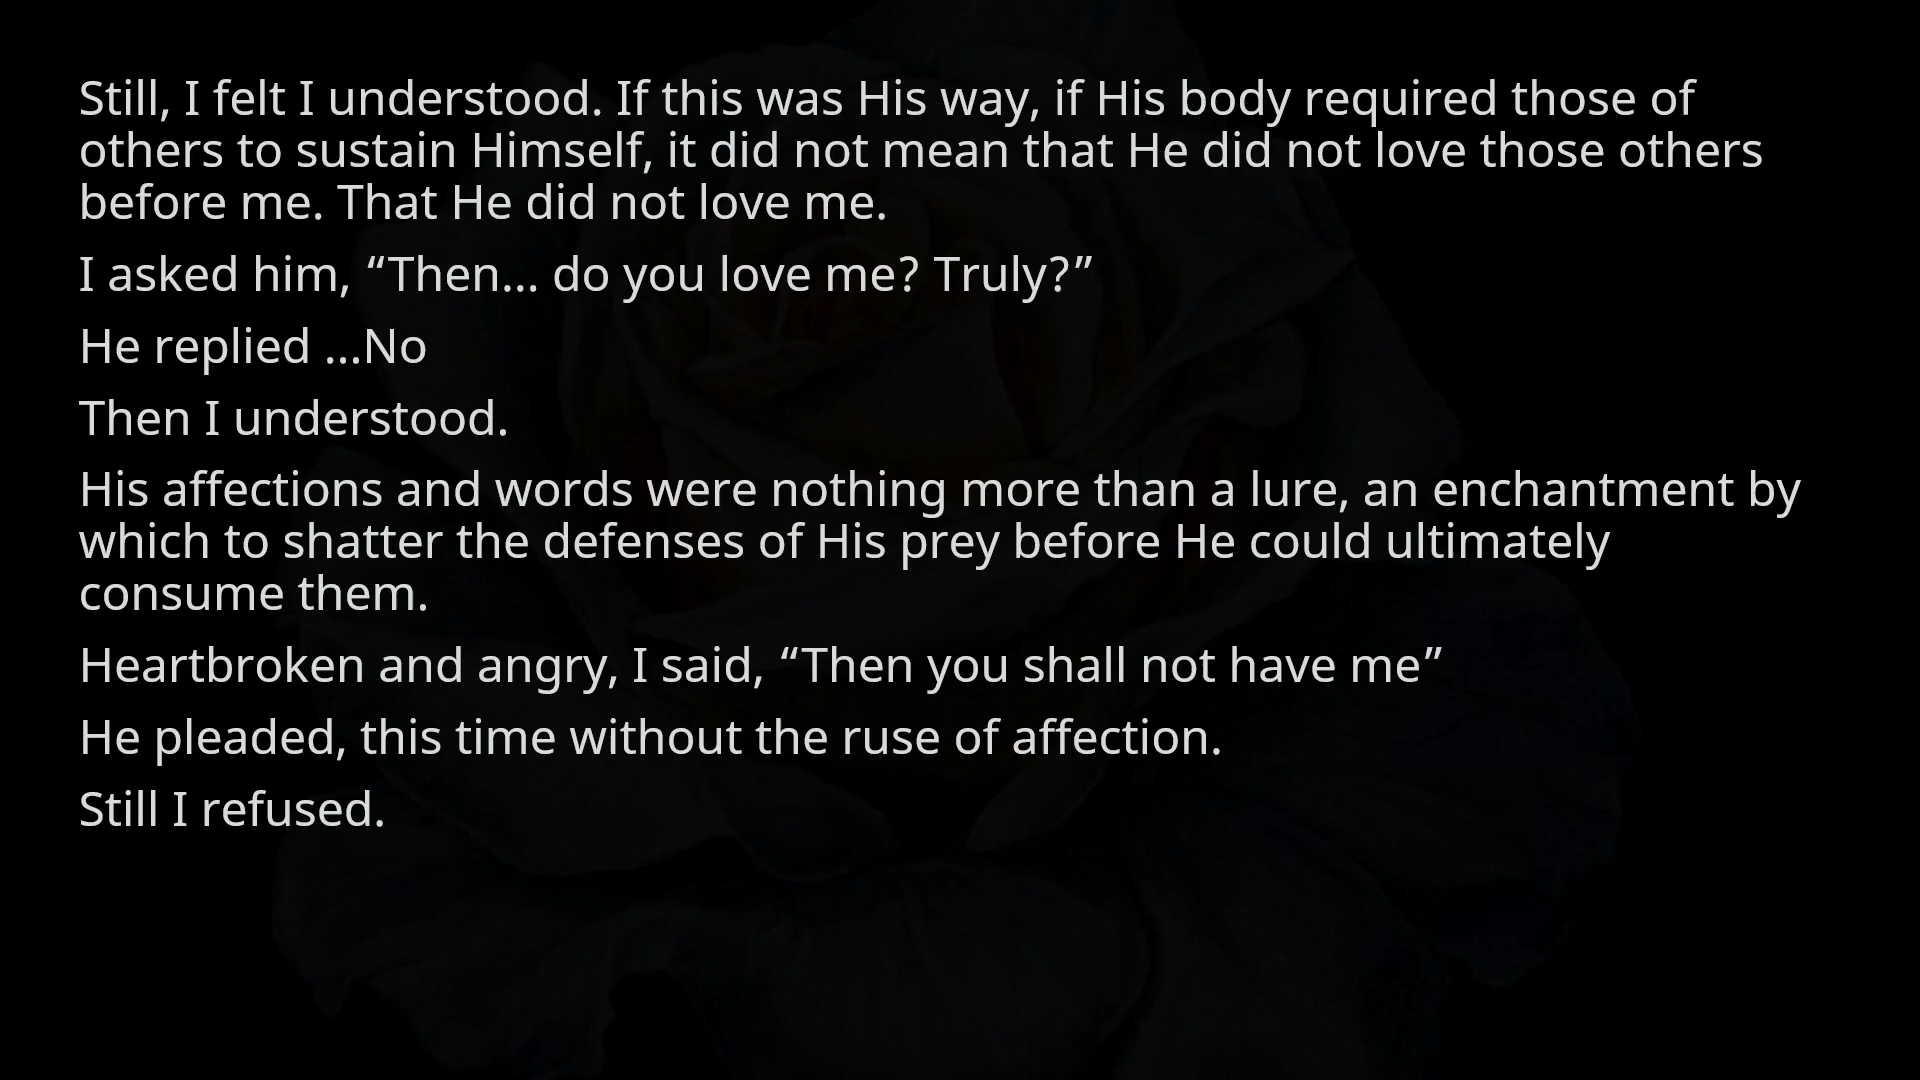 Still, I felt I understood. If this was His way, if His body required those of
others to sustain Himself, it did not mean that He did not love those others
before me. That He did not love me.
I asked him, “Then... do you love me? Truly?”
He replied ...No
Then I understood.
His affections and words were nothing more than a lure, an enchantment by
which to shatter the defenses of His prey before He could ultimately
consume them.
Heartbroken and angry, I said, “Then you shall not have me”
He pleaded, this time without the ruse of affection.
Still I refused.